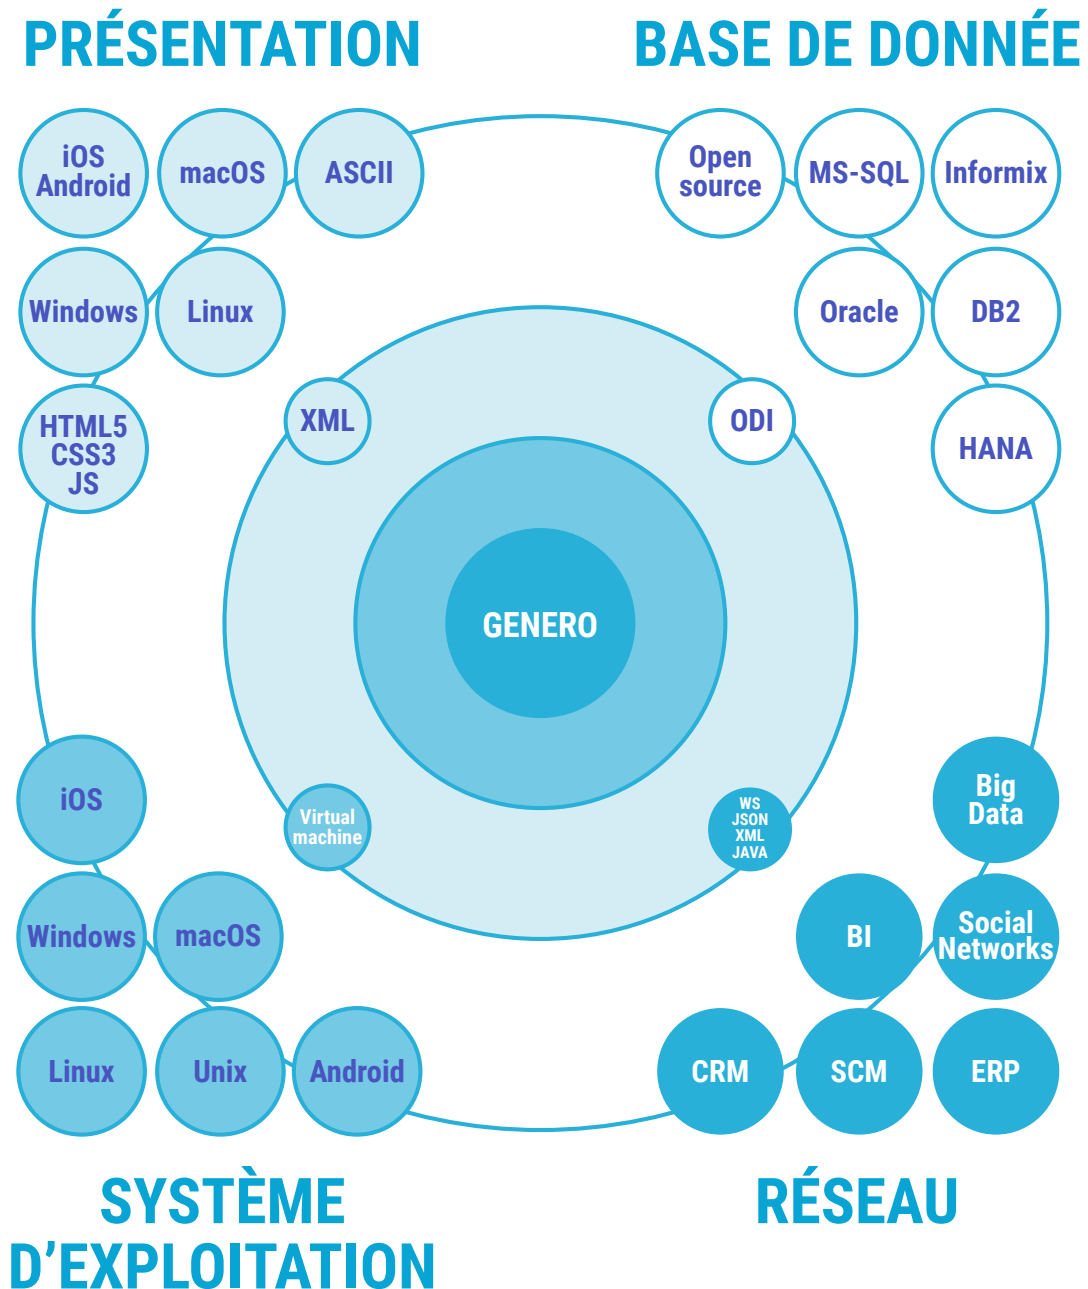 PRÉSENTATION
BASE DE DONNÉE
iOS
Android
macOS
ASCII
Windows
Linux
HTML5
CSS3
JS
Open
source
MS-SQL
Informix
Oracle
DB2
HANA
XML
ODI
GENERO
Virtual
machine
WS
JSON
XML
JAVA
iOS
Windows
macOS
Linux
Unix
Android
Big
Data
BI
Social
Networks
CRM
SCM
ERP
SYSTÈME
D’EXPLOITATION
RÉSEAU